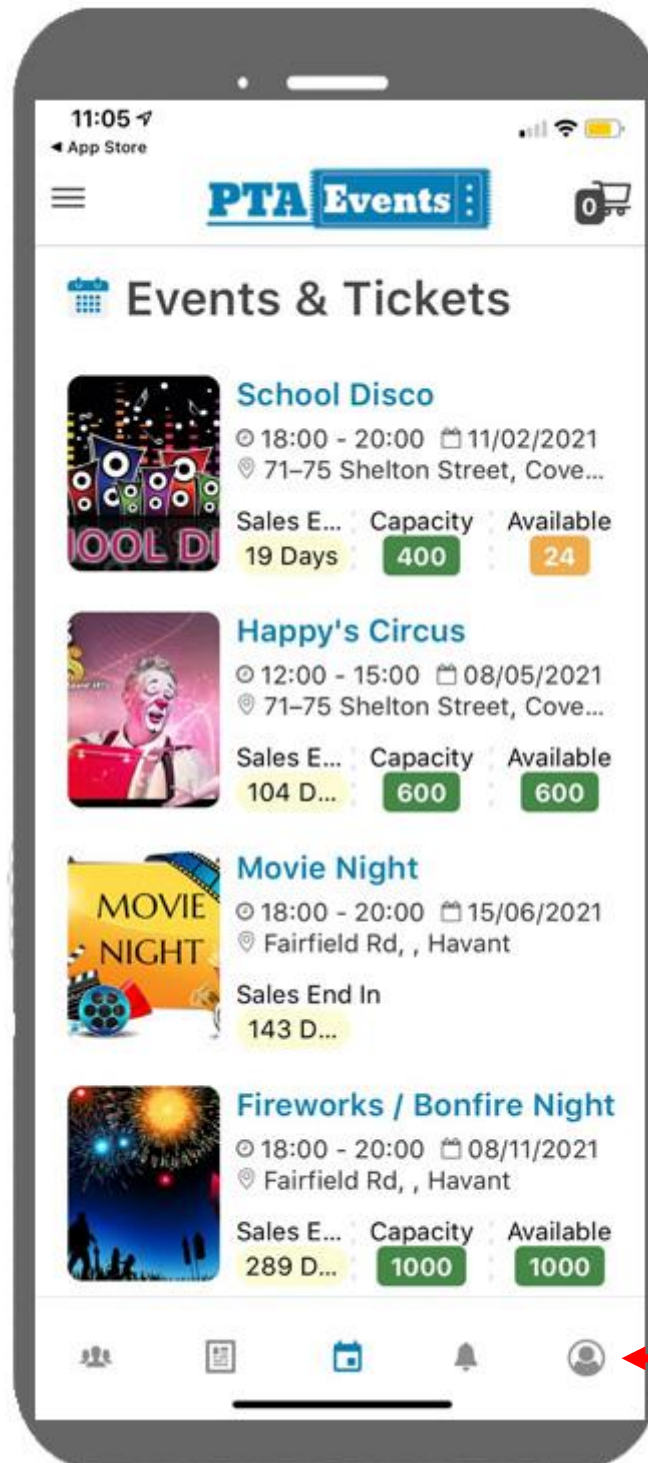 11:05
App Store
PTA Events
0
Events & Tickets
School Disco
18:00 - 20:00 11/02/2021
71–75 Shelton Street, Cove...
Sales E... Capacity Available
19 Days 400 24
Happy's Circus
12:00 - 15:00 08/05/2021
71–75 Shelton Street, Cove...
Sales E... Capacity Available
104 D... 600 600
MOVIE
NIGHT
Movie Night
18:00 - 20:00 15/06/2021
Fairfield Rd, , Havant
Sales End In
143 D...
Fireworks / Bonfire Night
18:00 - 20:00 08/11/2021
Fairfield Rd, , Havant
Sales E... Capacity Available
289 D... 1000 1000